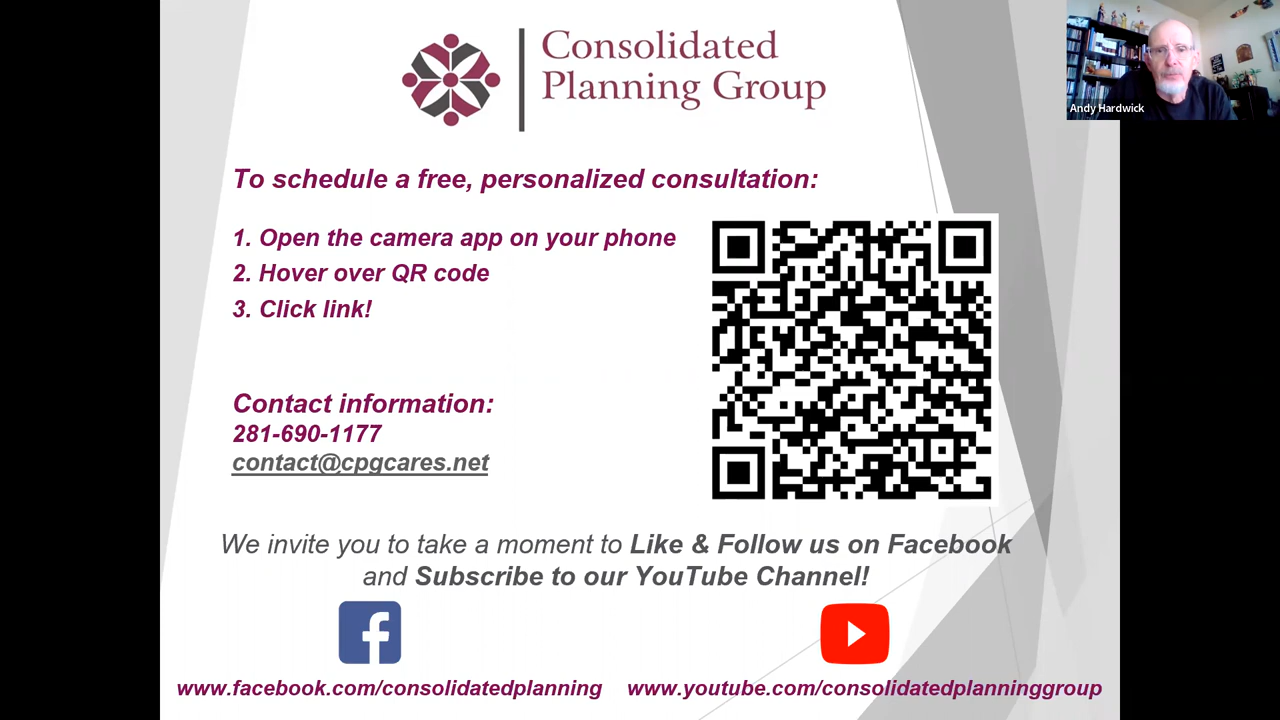 Consolidated
Planning Group
Andy Hardwick
To schedule a free, personalized consultation:
1. Open the camera app on your phone
2. Hover over QR code
3. Click link!
Contact information:
281-690-1177
contact@cpgcares.net
We invite you to take a moment to Like & Follow us on Facebook
and Subscribe to our YouTube Channel!
www.facebook.com/consolidatedplanning
www.youtube.com/consolidatedplanninggroup